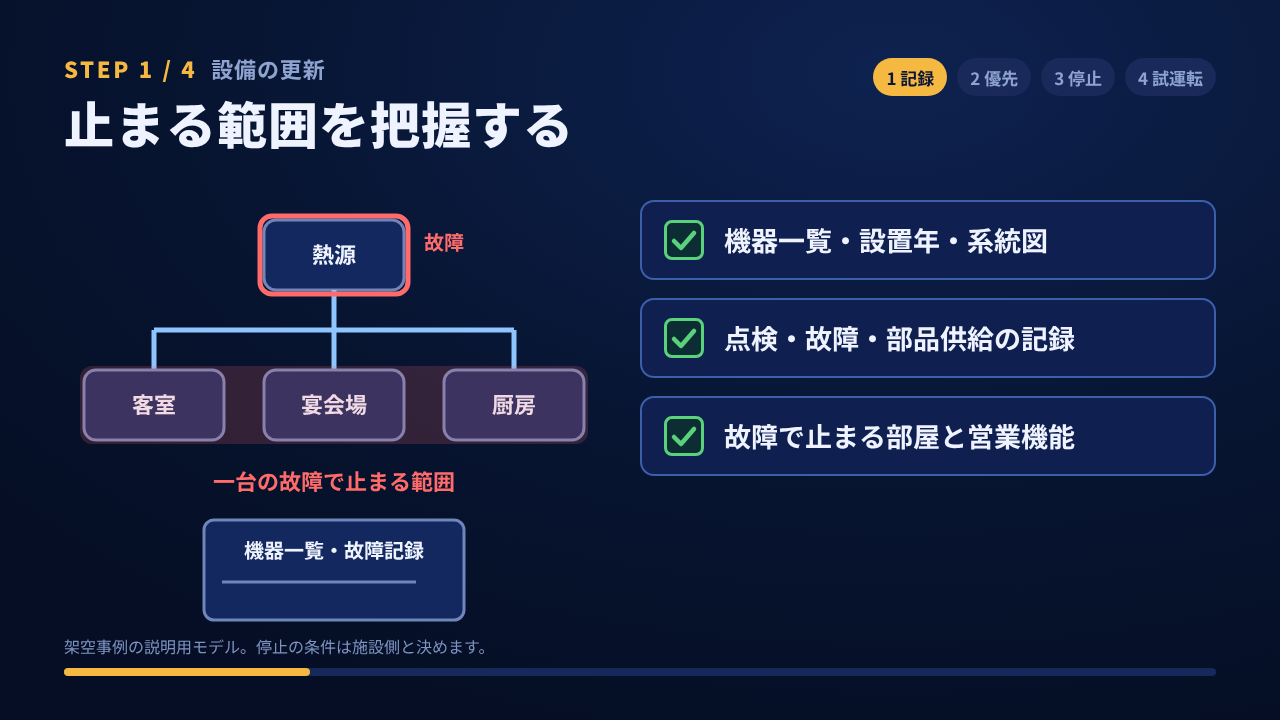 STEP 1 / 4 設備の更新
1 記録
2 優先
3 停止
4 試運転
止まる範囲を把握する
熱源
故障
客室
宴会場
厨房
一台の故障で止まる範囲
機器一覧・故障記録
機器一覧・設置年・系統図
点検・故障・部品供給の記録
故障で止まる部屋と営業機能
架空事例の説明用モデル。停止の条件は施設側と決めます。